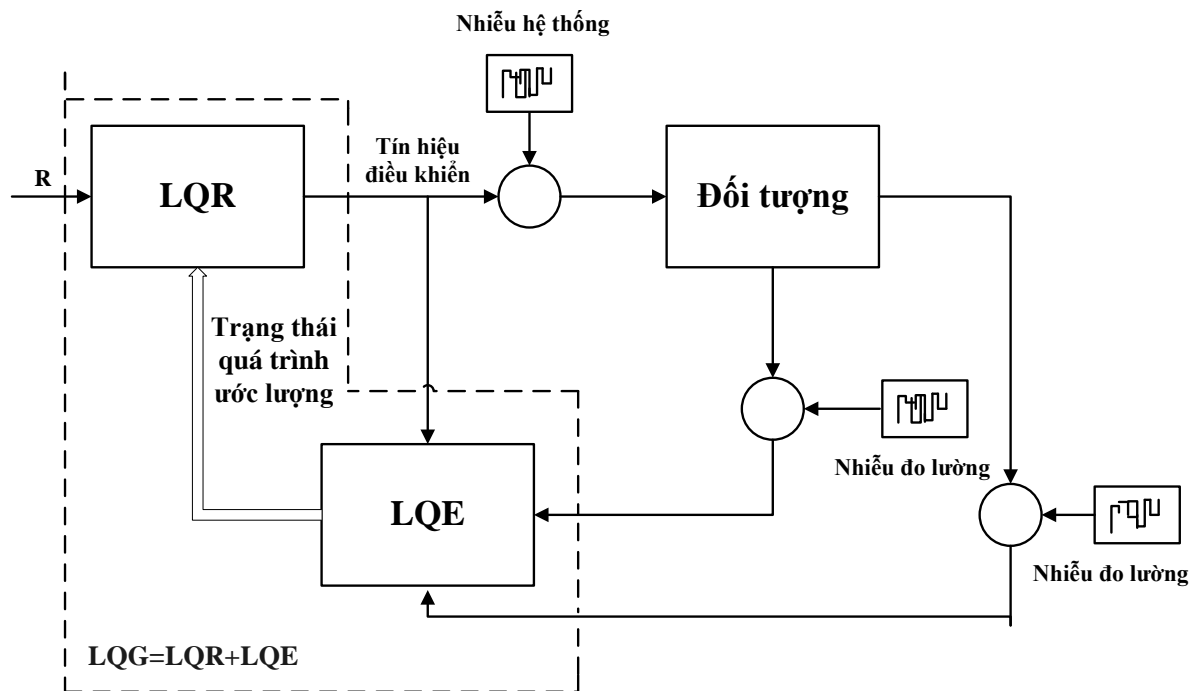 Nhiễu hệ thống
R
LQR
Tín hiệu
điều khiển
Đối tượng
Trạng thái
quá trình
ước lượng
Nhiễu đo lường
LQE
Nhiễu đo lường
LQG=LQR+LQE